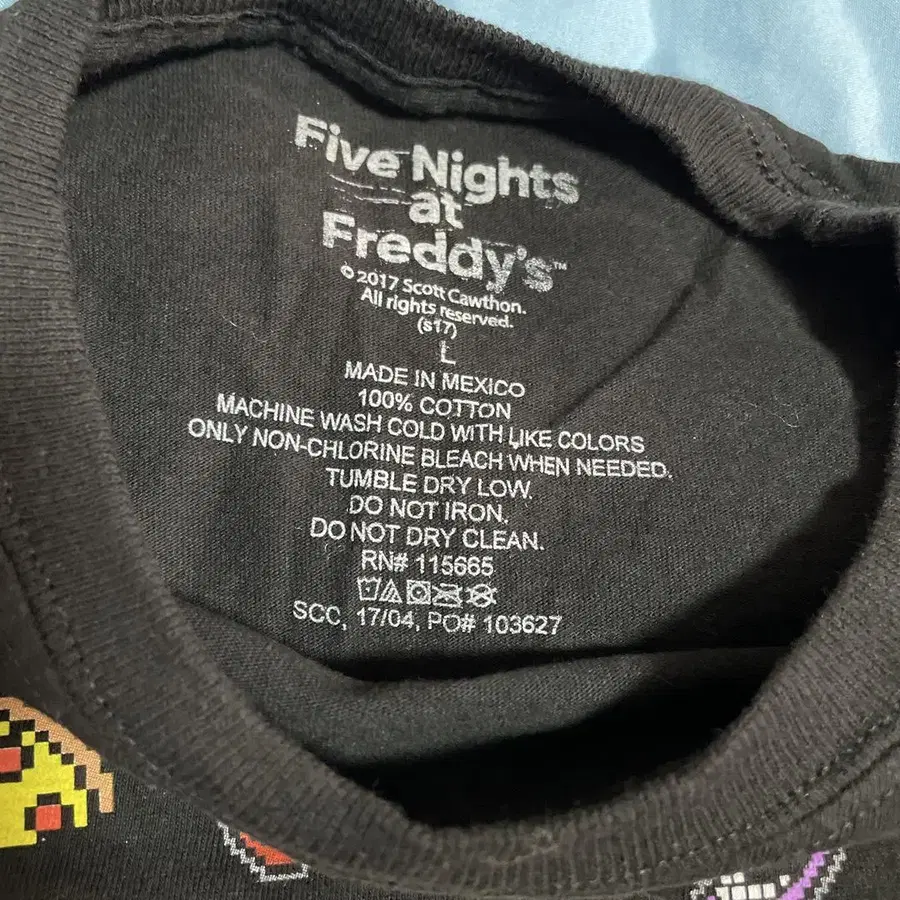 Five Nights
at
Freddy's™
© 2017 Scott Cawthon.
All rights reserved.
(s17)
L
MADE IN MEXICO
100% COTTON
MACHINE WASH COLD WITH LIKE COLORS
ONLY NON-CHLORINE BLEACH WHEN NEEDED.
TUMBLE DRY LOW.
DO NOT IRON.
DO NOT DRY CLEAN.
RN# 115665
SCC, 17/04, PO# 103627